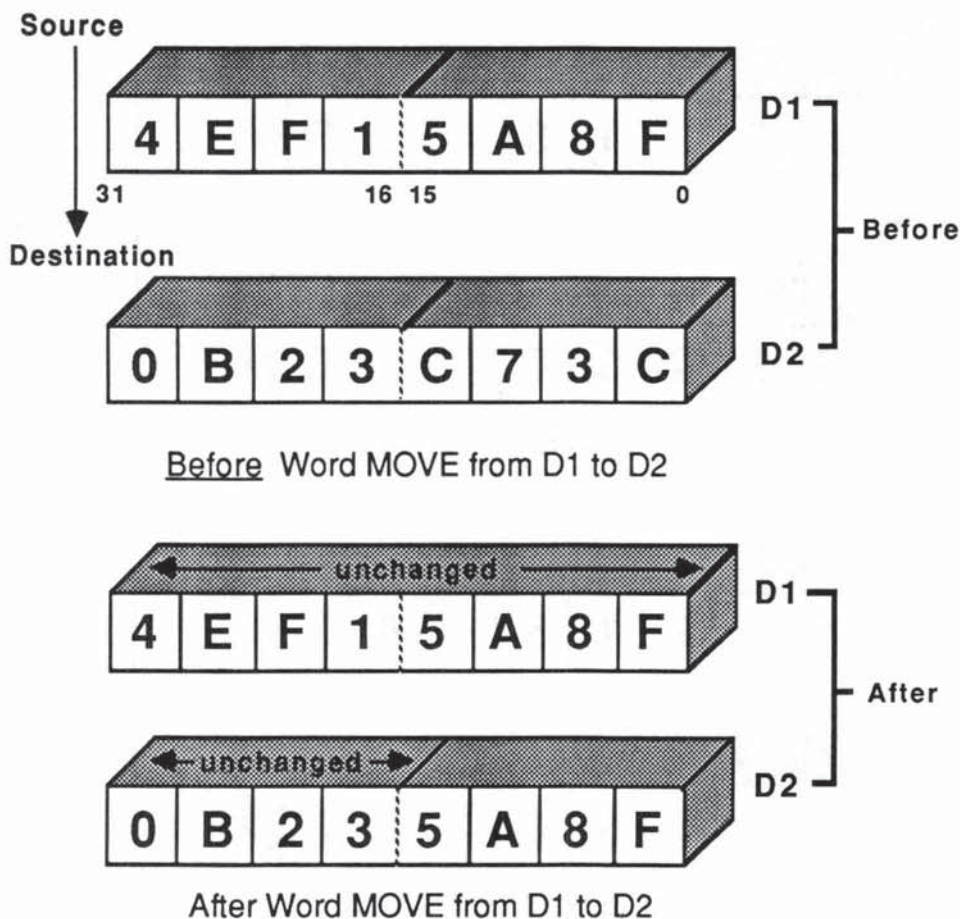 Source
4 E F 1 5 A 8 F D1
31 16 15 0
Before
Destination
0 B 2 3 C 7 3 C D2
Before Word MOVE from D1 to D2
unchanged
4 E F 1 5 A 8 F D1
After
unchanged
0 B 2 3 5 A 8 F D2
After Word MOVE from D1 to D2